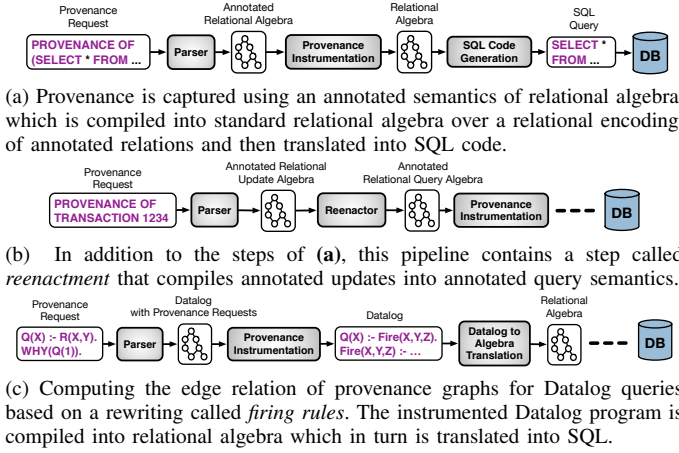 Provenance Request
Annotated Relational Algebra
Relational Algebra
SQL Query
PROVENANCE OF
(SELECT * FROM ...
Parser
Provenance Instrumentation
SQL Code Generation
SELECT *
FROM ...
DB
(a) Provenance is captured using an annotated semantics of relational algebra
which is compiled into standard relational algebra over a relational encoding
of annotated relations and then translated into SQL code.
Provenance Request
Annotated Relational Update Algebra
Annotated Relational Query Algebra
PROVENANCE OF
TRANSACTION 1234
Parser
Reenactor
Provenance Instrumentation
DB
(b) In addition to the steps of (a), this pipeline contains a step called
reenactment that compiles annotated updates into annotated query semantics.
Provenance Request
Datalog with Provenance Requests
Datalog
Relational Algebra
Q(X) :- R(X,Y).
WHY(Q(1)).
Parser
Provenance Instrumentation
Q(X) :- Fire(X,Y,Z).
Fire(X,Y,Z) :- ...
Datalog to Algebra Translation
DB
(c) Computing the edge relation of provenance graphs for Datalog queries
based on a rewriting called firing rules. The instrumented Datalog program is
compiled into relational algebra which in turn is translated into SQL.